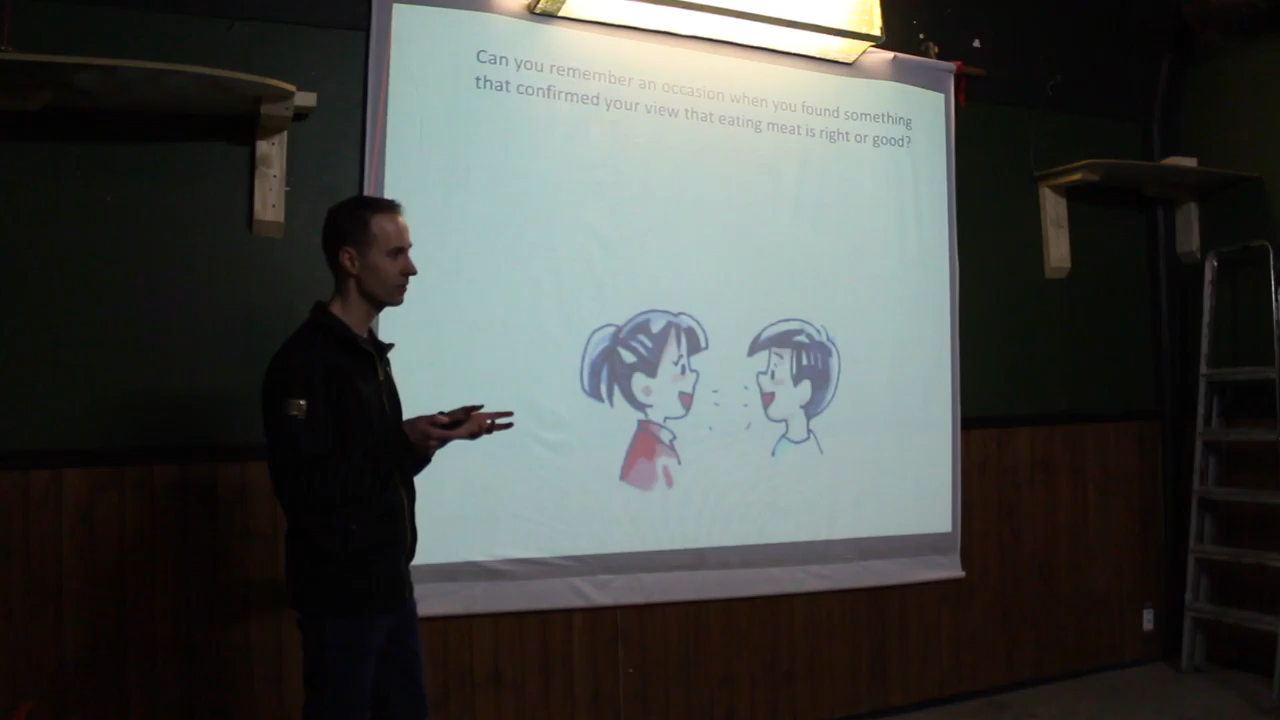 Can you remember an occasion when you found something
that confirmed your view that eating meat is right or good?